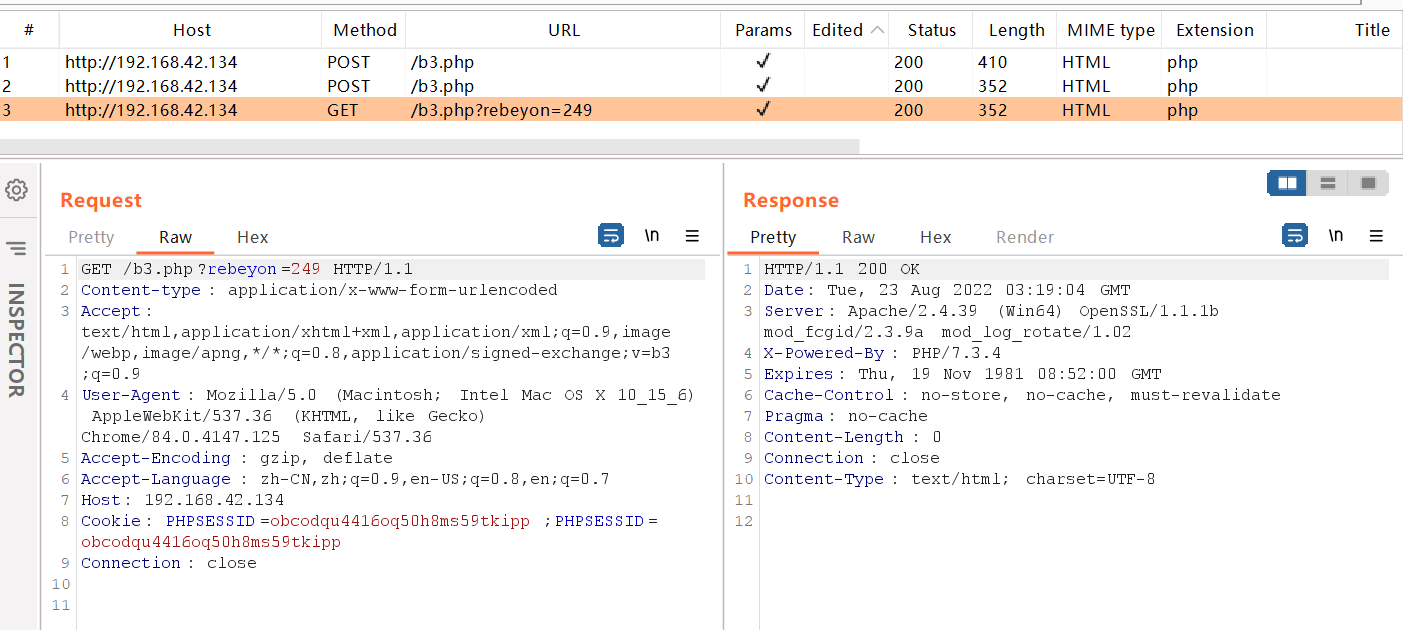 # Host Method URL Params Edited Status Length MIME type Extension Title
1 http://192.168.42.134 POST /b3.php ✓ 200 410 HTML php
2 http://192.168.42.134 POST /b3.php ✓ 200 352 HTML php
3 http://192.168.42.134 GET /b3.php?rebeyon=249 ✓ 200 352 HTML php
INSPECTOR
Request
Pretty Raw Hex \n
1 GET /b3.php?rebeyon=249 HTTP/1.1
2 Content-type: application/x-www-form-urlencoded
3 Accept:
text/html,application/xhtml+xml,application/xml;q=0.9,image
/webp,image/apng,*/*;q=0.8,application/signed-exchange;v=b3
;q=0.9
4 User-Agent: Mozilla/5.0 (Macintosh; Intel Mac OS X 10_15_6)
AppleWebKit/537.36 (KHTML, like Gecko)
Chrome/84.0.4147.125 Safari/537.36
5 Accept-Encoding: gzip, deflate
6 Accept-Language: zh-CN,zh;q=0.9,en-US;q=0.8,en;q=0.7
7 Host: 192.168.42.134
8 Cookie: PHPSESSID=obcodqu4416oq50h8ms59tkipp ;PHPSESSID=
obcodqu4416oq50h8ms59tkipp
9 Connection: close
10
11
Response
Pretty Raw Hex Render \n
1 HTTP/1.1 200 OK
2 Date: Tue, 23 Aug 2022 03:19:04 GMT
3 Server: Apache/2.4.39 (Win64) OpenSSL/1.1.1b
mod_fcgid/2.3.9a mod_log_rotate/1.02
4 X-Powered-By: PHP/7.3.4
5 Expires: Thu, 19 Nov 1981 08:52:00 GMT
6 Cache-Control: no-store, no-cache, must-revalidate
7 Pragma: no-cache
8 Content-Length: 0
9 Connection: close
10 Content-Type: text/html; charset=UTF-8
11
12